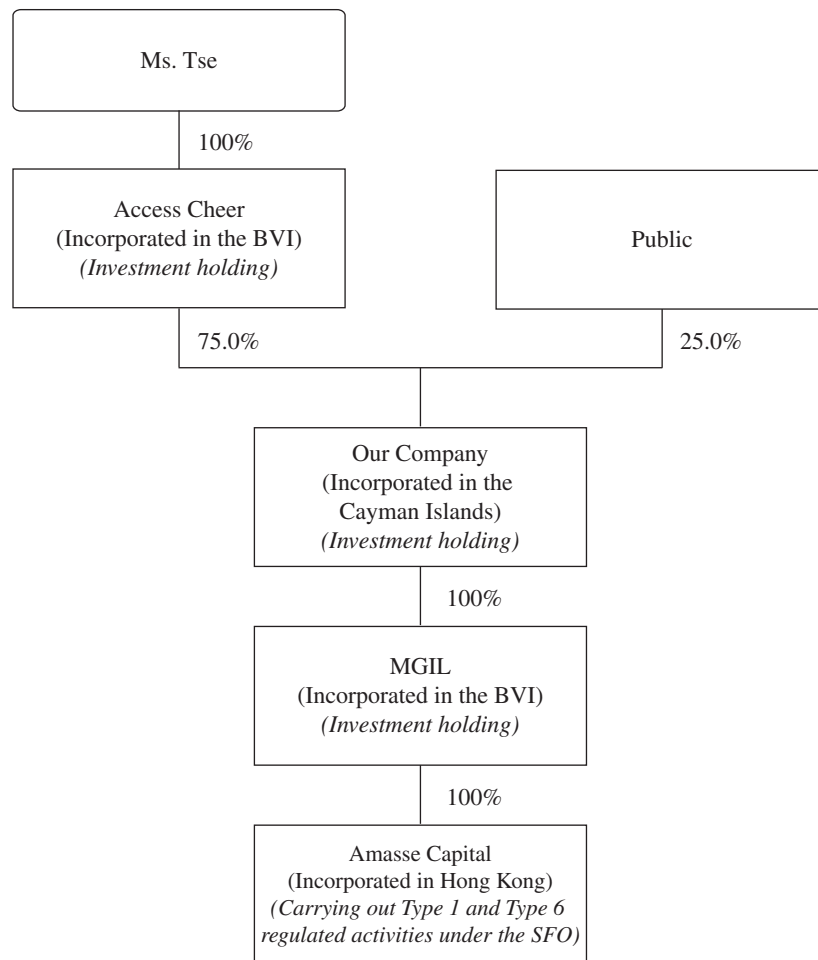 Ms. Tse
100%
Access Cheer
(Incorporated in the BVI)
(Investment holding)
Public
75.0%
25.0%
Our Company
(Incorporated in the
Cayman Islands)
(Investment holding)
100%
MGIL
(Incorporated in the BVI)
(Investment holding)
100%
Amasse Capital
(Incorporated in Hong Kong)
(Carrying out Type 1 and Type 6
regulated activities under the SFO)